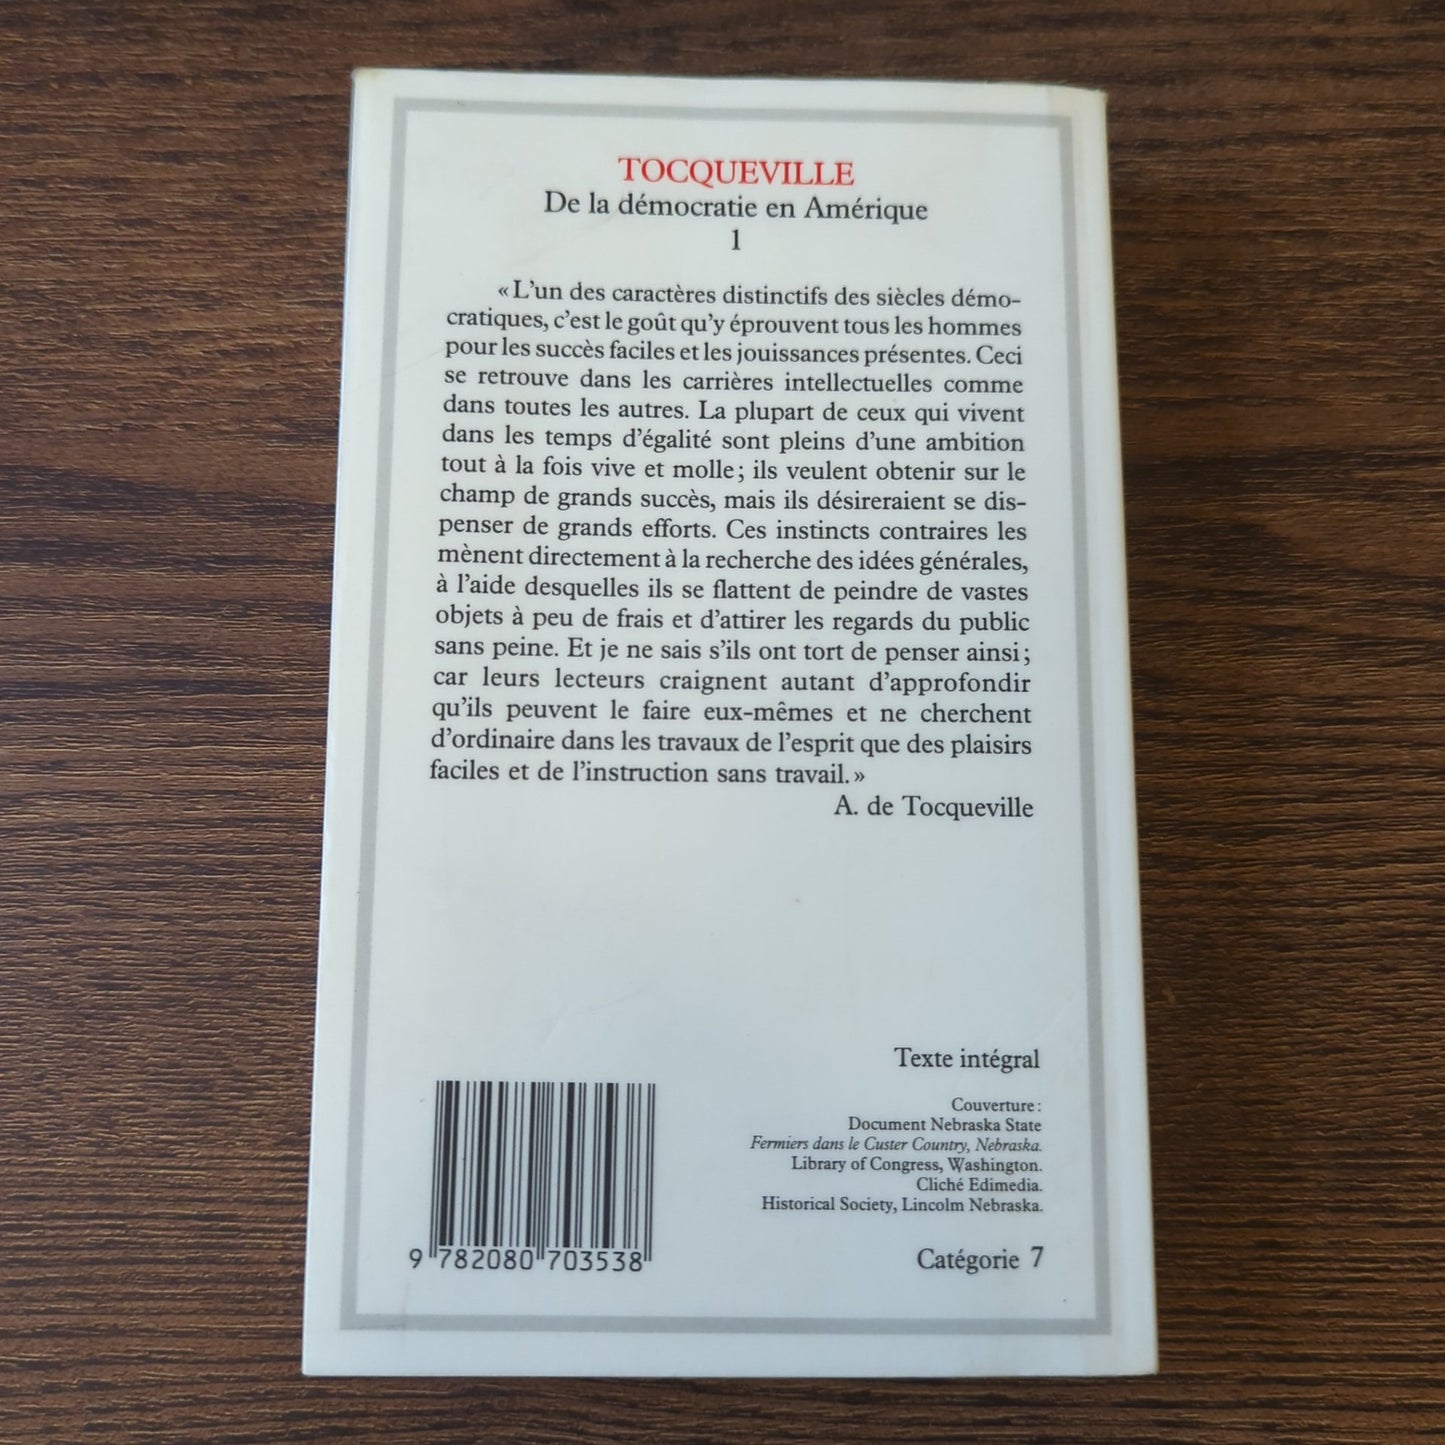 TOCQUEVILLE
De la démocratie en Amérique
1
« L'un des caractères distinctifs des siècles démo-
cratiques, c'est le goût qu'y éprouvent tous les hommes
pour les succès faciles et les jouissances présentes. Ceci
se retrouve dans les carrières intellectuelles comme
dans toutes les autres. La plupart de ceux qui vivent
dans les temps d'égalité sont pleins d'une ambition
tout à la fois vive et molle ; ils veulent obtenir sur le
champ de grands succès, mais ils désireraient se dis-
penser de grands efforts. Ces instincts contraires les
mènent directement à la recherche des idées générales,
à l'aide desquelles ils se flattent de peindre de vastes
objets à peu de frais et d'attirer les regards du public
sans peine. Et je ne sais s'ils ont tort de penser ainsi ;
car leurs lecteurs craignent autant d'approfondir
qu'ils peuvent le faire eux-mêmes et ne cherchent
d'ordinaire dans les travaux de l'esprit que des plaisirs
faciles et de l'instruction sans travail. »
A. de Tocqueville
Texte intégral
Couverture :
Document Nebraska State
Fermiers dans le Custer Country, Nebraska.
Library of Congress, Washington.
Cliché Edimedia.
Historical Society, Lincolm Nebraska.
9 782080 703538
Catégorie 7